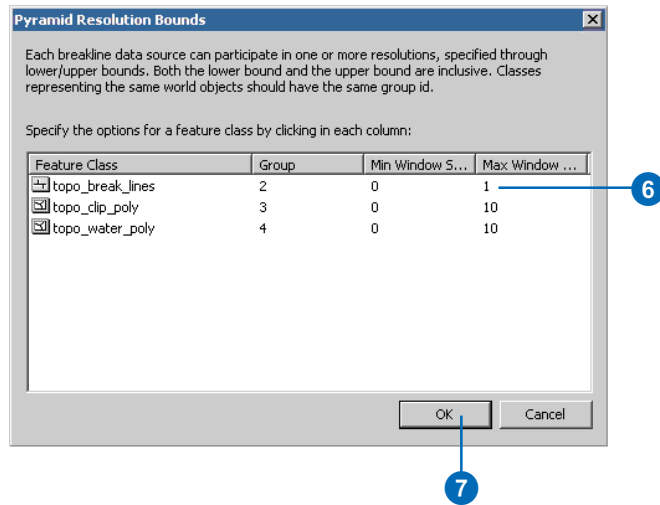 Pyramid Resolution Bounds
Each breakline data source can participate in one or more resolutions, specified through
lower/upper bounds. Both the lower bound and the upper bound are inclusive. Classes
representing the same world objects should have the same group id.
Specify the options for a feature class by clicking in each column:
Feature Class Group Min Window S... Max Window ...
topo_break_lines 2 0 1 6
topo_clip_poly 3 0 10
topo_water_poly 4 0 10
OK Cancel
7